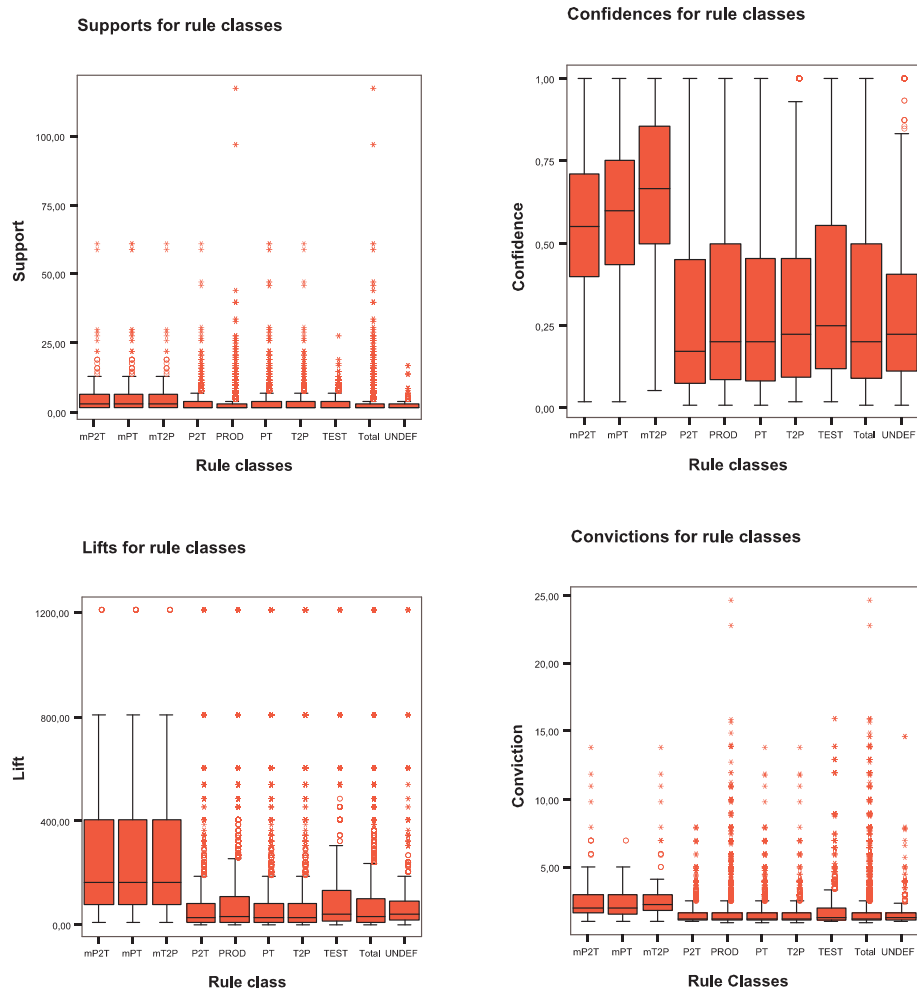 Supports for rule classes
Support
100,00
75,00
50,00
25,00
0,00
mP2T mPT mT2P P2T PROD PT T2P TEST Total UNDEF
Rule classes
Confidences for rule classes
Confidence
1,00
0,75
0,50
0,25
0,00
mP2T mPT mT2P P2T PROD PT T2P TEST Total UNDEF
Rule classes
Lifts for rule classes
Lift
1200,00
800,00
400,00
0,00
mP2T mPT mT2P P2T PROD PT T2P TEST Total UNDEF
Rule class
Convictions for rule classes
Conviction
25,00
20,00
15,00
10,00
5,00
mP2T mPT mT2P P2T PROD PT T2P TEST Total UNDEF
Rule Classes